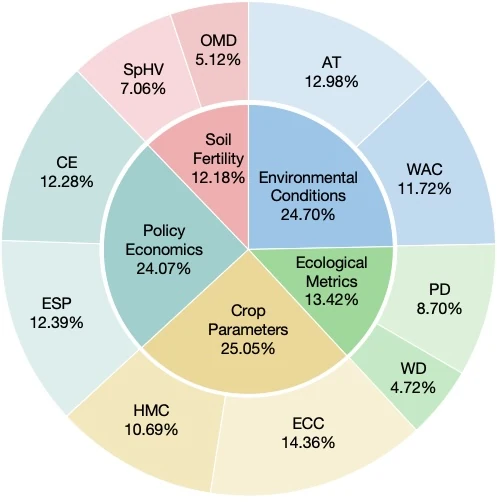 OMD
5.12%
AT
12.98%
SpHV
7.06%
CE
12.28%
WAC
11.72%
Soil
Fertility
12.18%
Environmental
Conditions
24.70%
Policy
Economics
24.07%
Ecological
Metrics
13.42%
PD
8.70%
ESP
12.39%
Crop
Parameters
25.05%
WD
4.72%
HMC
10.69%
ECC
14.36%